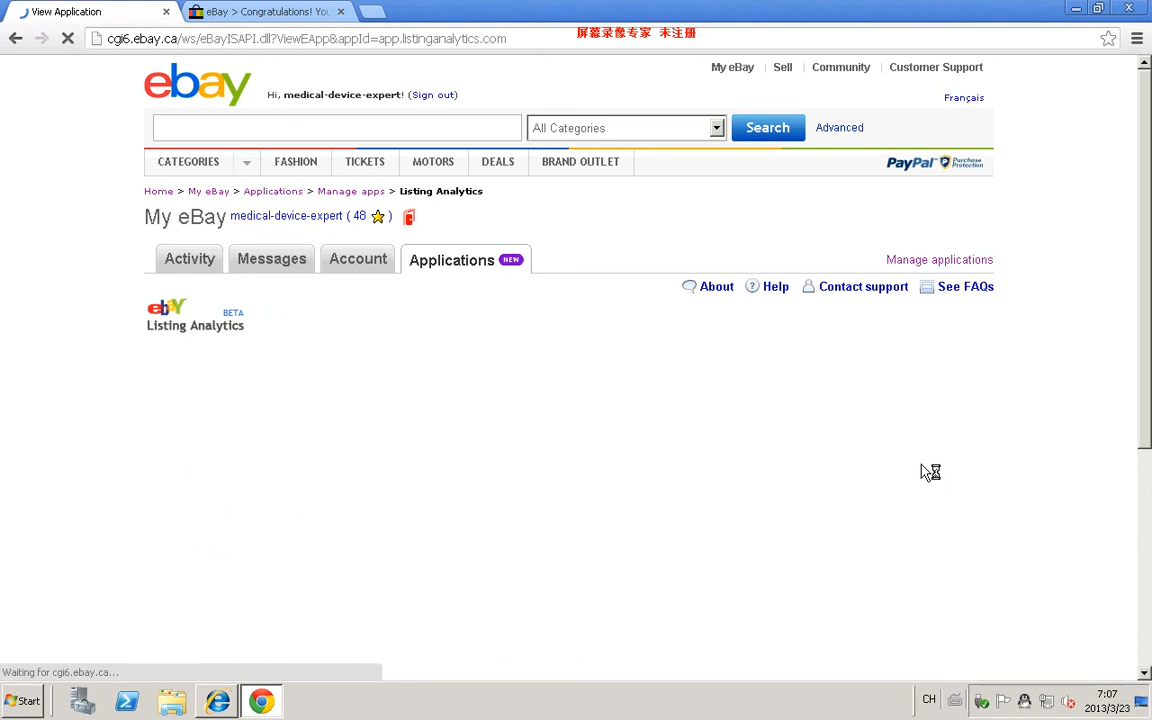 View Application
eBay > Congratulations! You
cgi6.ebay.ca/ws/eBayISAPI.dll?ViewEApp&appId=app.listinganalytics.com
屏幕录像专家 未注册
My eBay Sell Community Customer Support
ebay
Hi, medical-device-expert! (Sign out)
Français
All Categories
Search
Advanced
CATEGORIES FASHION TICKETS MOTORS DEALS BRAND OUTLET
PayPal PURCHASE PROTECTION
Home > My eBay > Applications > Manage apps > Listing Analytics
My eBay medical-device-expert ( 48 )
Activity Messages Account Applications NEW
Manage applications
About Help Contact support See FAQs
ebY BETA
Listing Analytics
Waiting for cgi6.ebay.ca...
Start
CH
7:07
2013/3/23